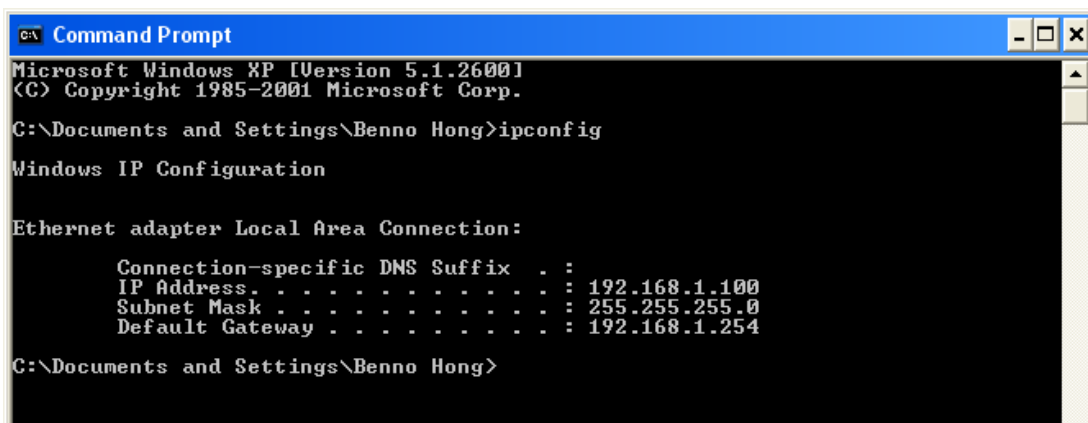 Command Prompt
Microsoft Windows XP [Version 5.1.2600]
(C) Copyright 1985-2001 Microsoft Corp.
C:\Documents and Settings\Benno Hong>ipconfig
Windows IP Configuration
Ethernet adapter Local Area Connection:
Connection-specific DNS Suffix . :
IP Address. . . . . . . . . . . . : 192.168.1.100
Subnet Mask . . . . . . . . . . . : 255.255.255.0
Default Gateway . . . . . . . . . : 192.168.1.254
C:\Documents and Settings\Benno Hong>